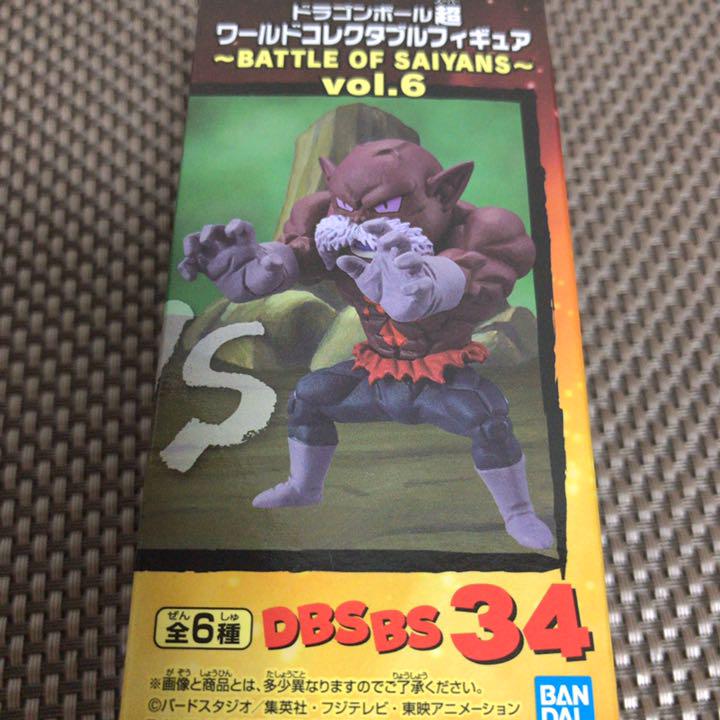 ドラゴンボール超
ワールドコレクタブルフィギュア
〜BATTLE OF SAIYANS〜
vol.6
VS
全6種
DBSBS 34
※画像と商品とは、多少異なりますのでご了承ください。
©バードスタジオ/集英社・フジテレビ・東映アニメーション
BAN
DAI